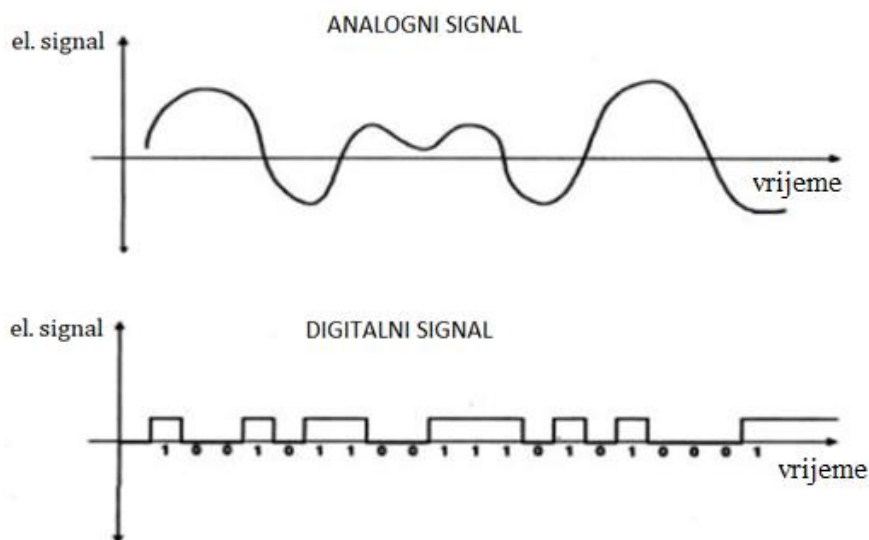 ANALOGNI SIGNAL
el. signal
vrijeme
DIGITALNI SIGNAL
el. signal
1 0 0 1 0 1 1 0 0 1 1 1 0 1 0 1 0 0 0 1
vrijeme